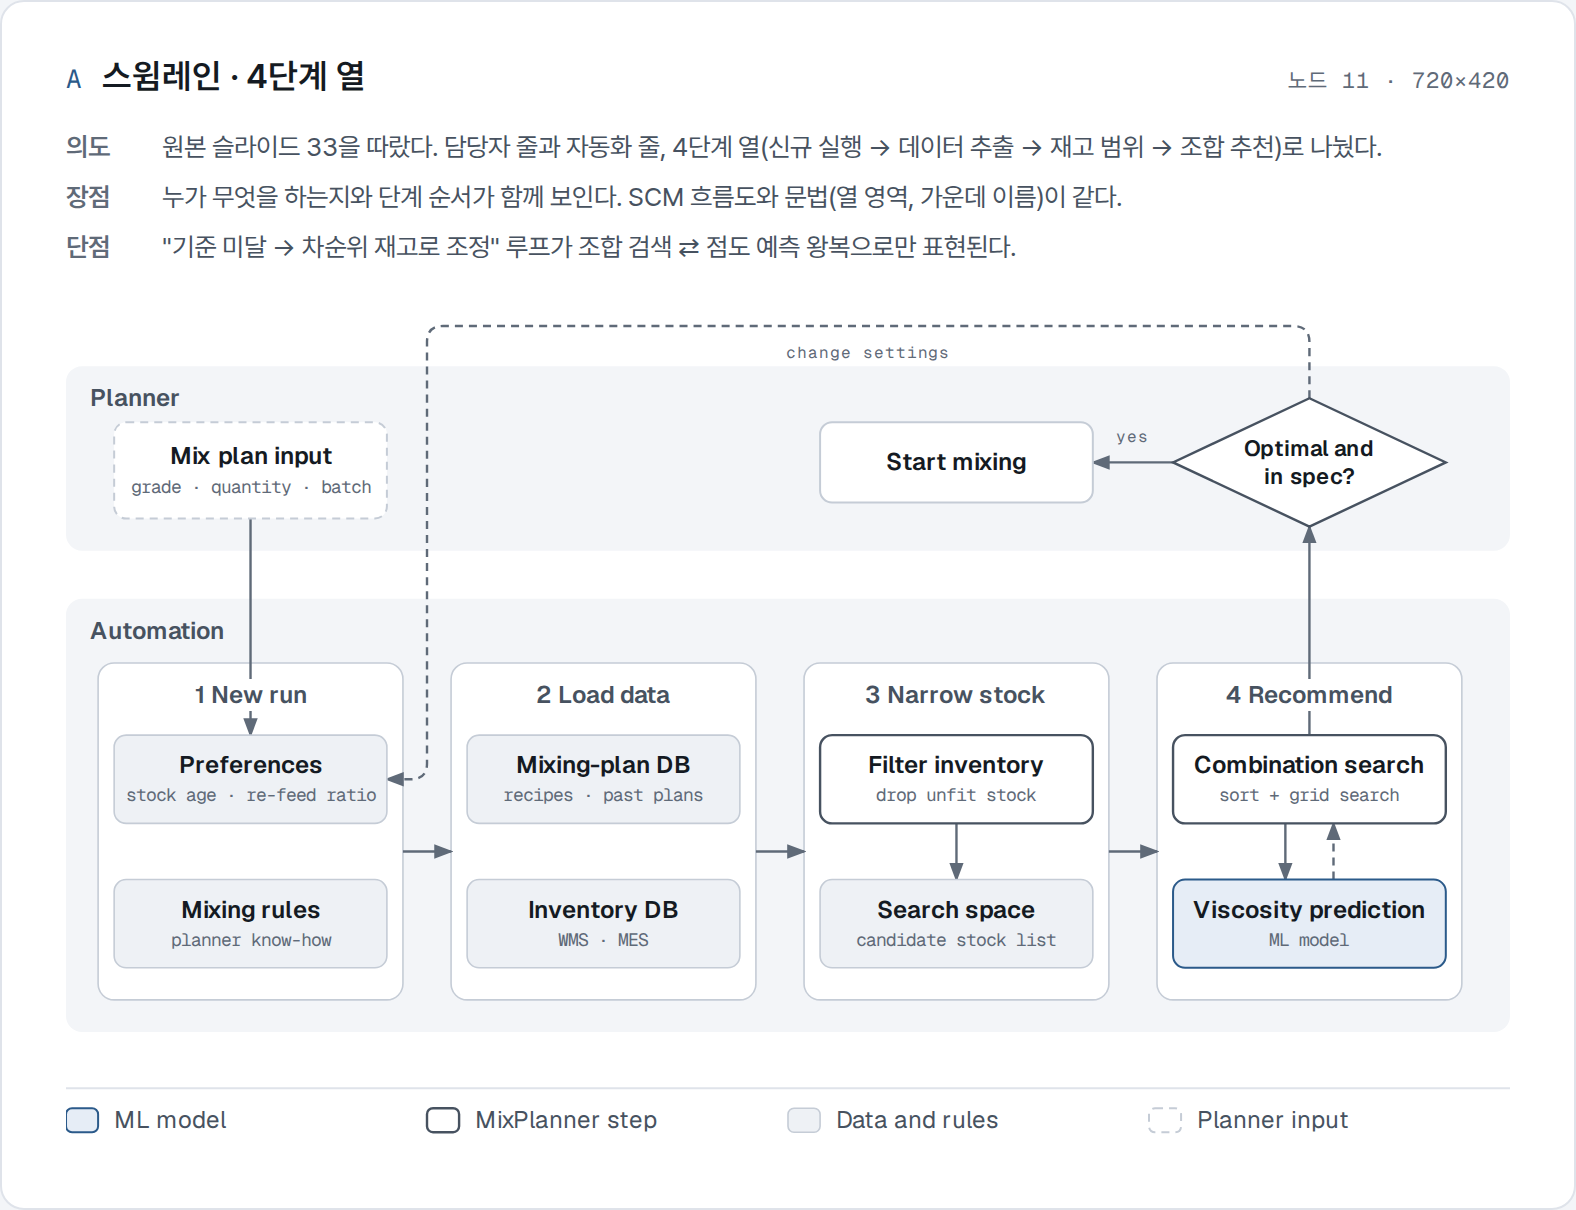 A 스윔레인 · 4단계 열
노드 11 · 720×420
의도 원본 슬라이드 33을 따랐다. 담당자 줄과 자동화 줄, 4단계 열(신규 실행 → 데이터 추출 → 재고 범위 → 조합 추천)로 나눴다.
장점 누가 무엇을 하는지와 단계 순서가 함께 보인다. SCM 흐름도와 문법(열 영역, 가운데 이름)이 같다.
단점 "기준 미달 → 차순위 재고로 조정" 루프가 조합 검색 ⇄ 점도 예측 왕복으로만 표현된다.
change settings
Planner
Mix plan input
grade · quantity · batch
Start mixing
yes
Optimal and
in spec?
Automation
1 New run
Preferences
stock age · re-feed ratio
Mixing rules
planner know-how
2 Load data
Mixing-plan DB
recipes · past plans
Inventory DB
WMS · MES
3 Narrow stock
Filter inventory
drop unfit stock
Search space
candidate stock list
4 Recommend
Combination search
sort + grid search
Viscosity prediction
ML model
ML model
MixPlanner step
Data and rules
Planner input